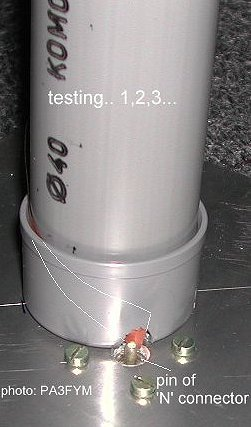 Ø40 KOMO
testing.. 1,2,3...
photo: PA3FYM
pin of
'N' connector